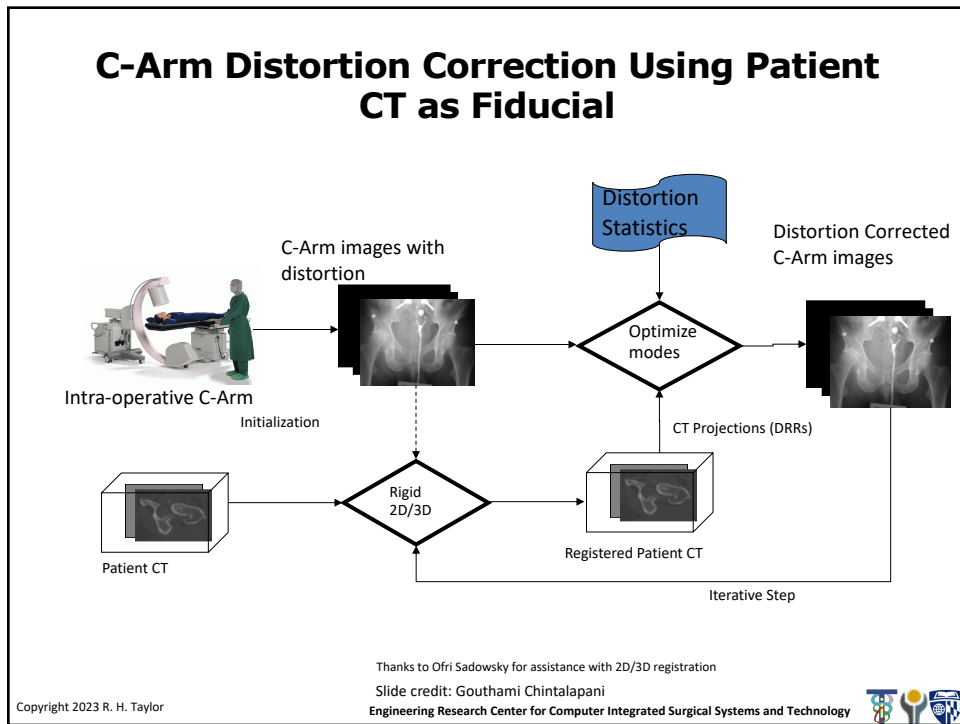 C-Arm Distortion Correction Using Patient
CT as Fiducial
Distortion
Statistics
C-Arm images with
distortion
Distortion Corrected
C-Arm images
Optimize
modes
Intra-operative C-Arm
Initialization
CT Projections (DRRs)
Rigid
2D/3D
Patient CT
Registered Patient CT
Iterative Step
Thanks to Ofri Sadowsky for assistance with 2D/3D registration
Slide credit: Gouthami Chintalapani
Copyright 2023 R. H. Taylor
Engineering Research Center for Computer Integrated Surgical Systems and Technology